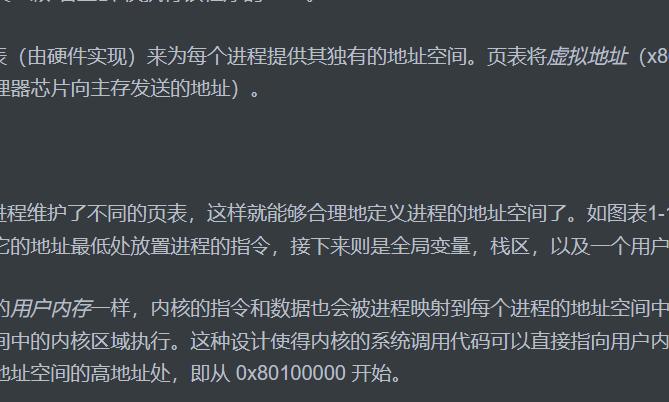 表（由硬件实现）来为每个进程提供其独有的地址空间。页表将虚拟地址（x8
理器芯片向主存发送的地址）。
进程维护了不同的页表，这样就能够合理地定义进程的地址空间了。如图表1-1
它的地址最低处放置进程的指令，接下来则是全局变量，栈区，以及一个用户
的用户内存一样，内核的指令和数据也会被进程映射到每个进程的地址空间中
间中的内核区域执行。这种设计使得内核的系统调用代码可以直接指向用户内
地址空间的高地址处，即从 0x80100000 开始。